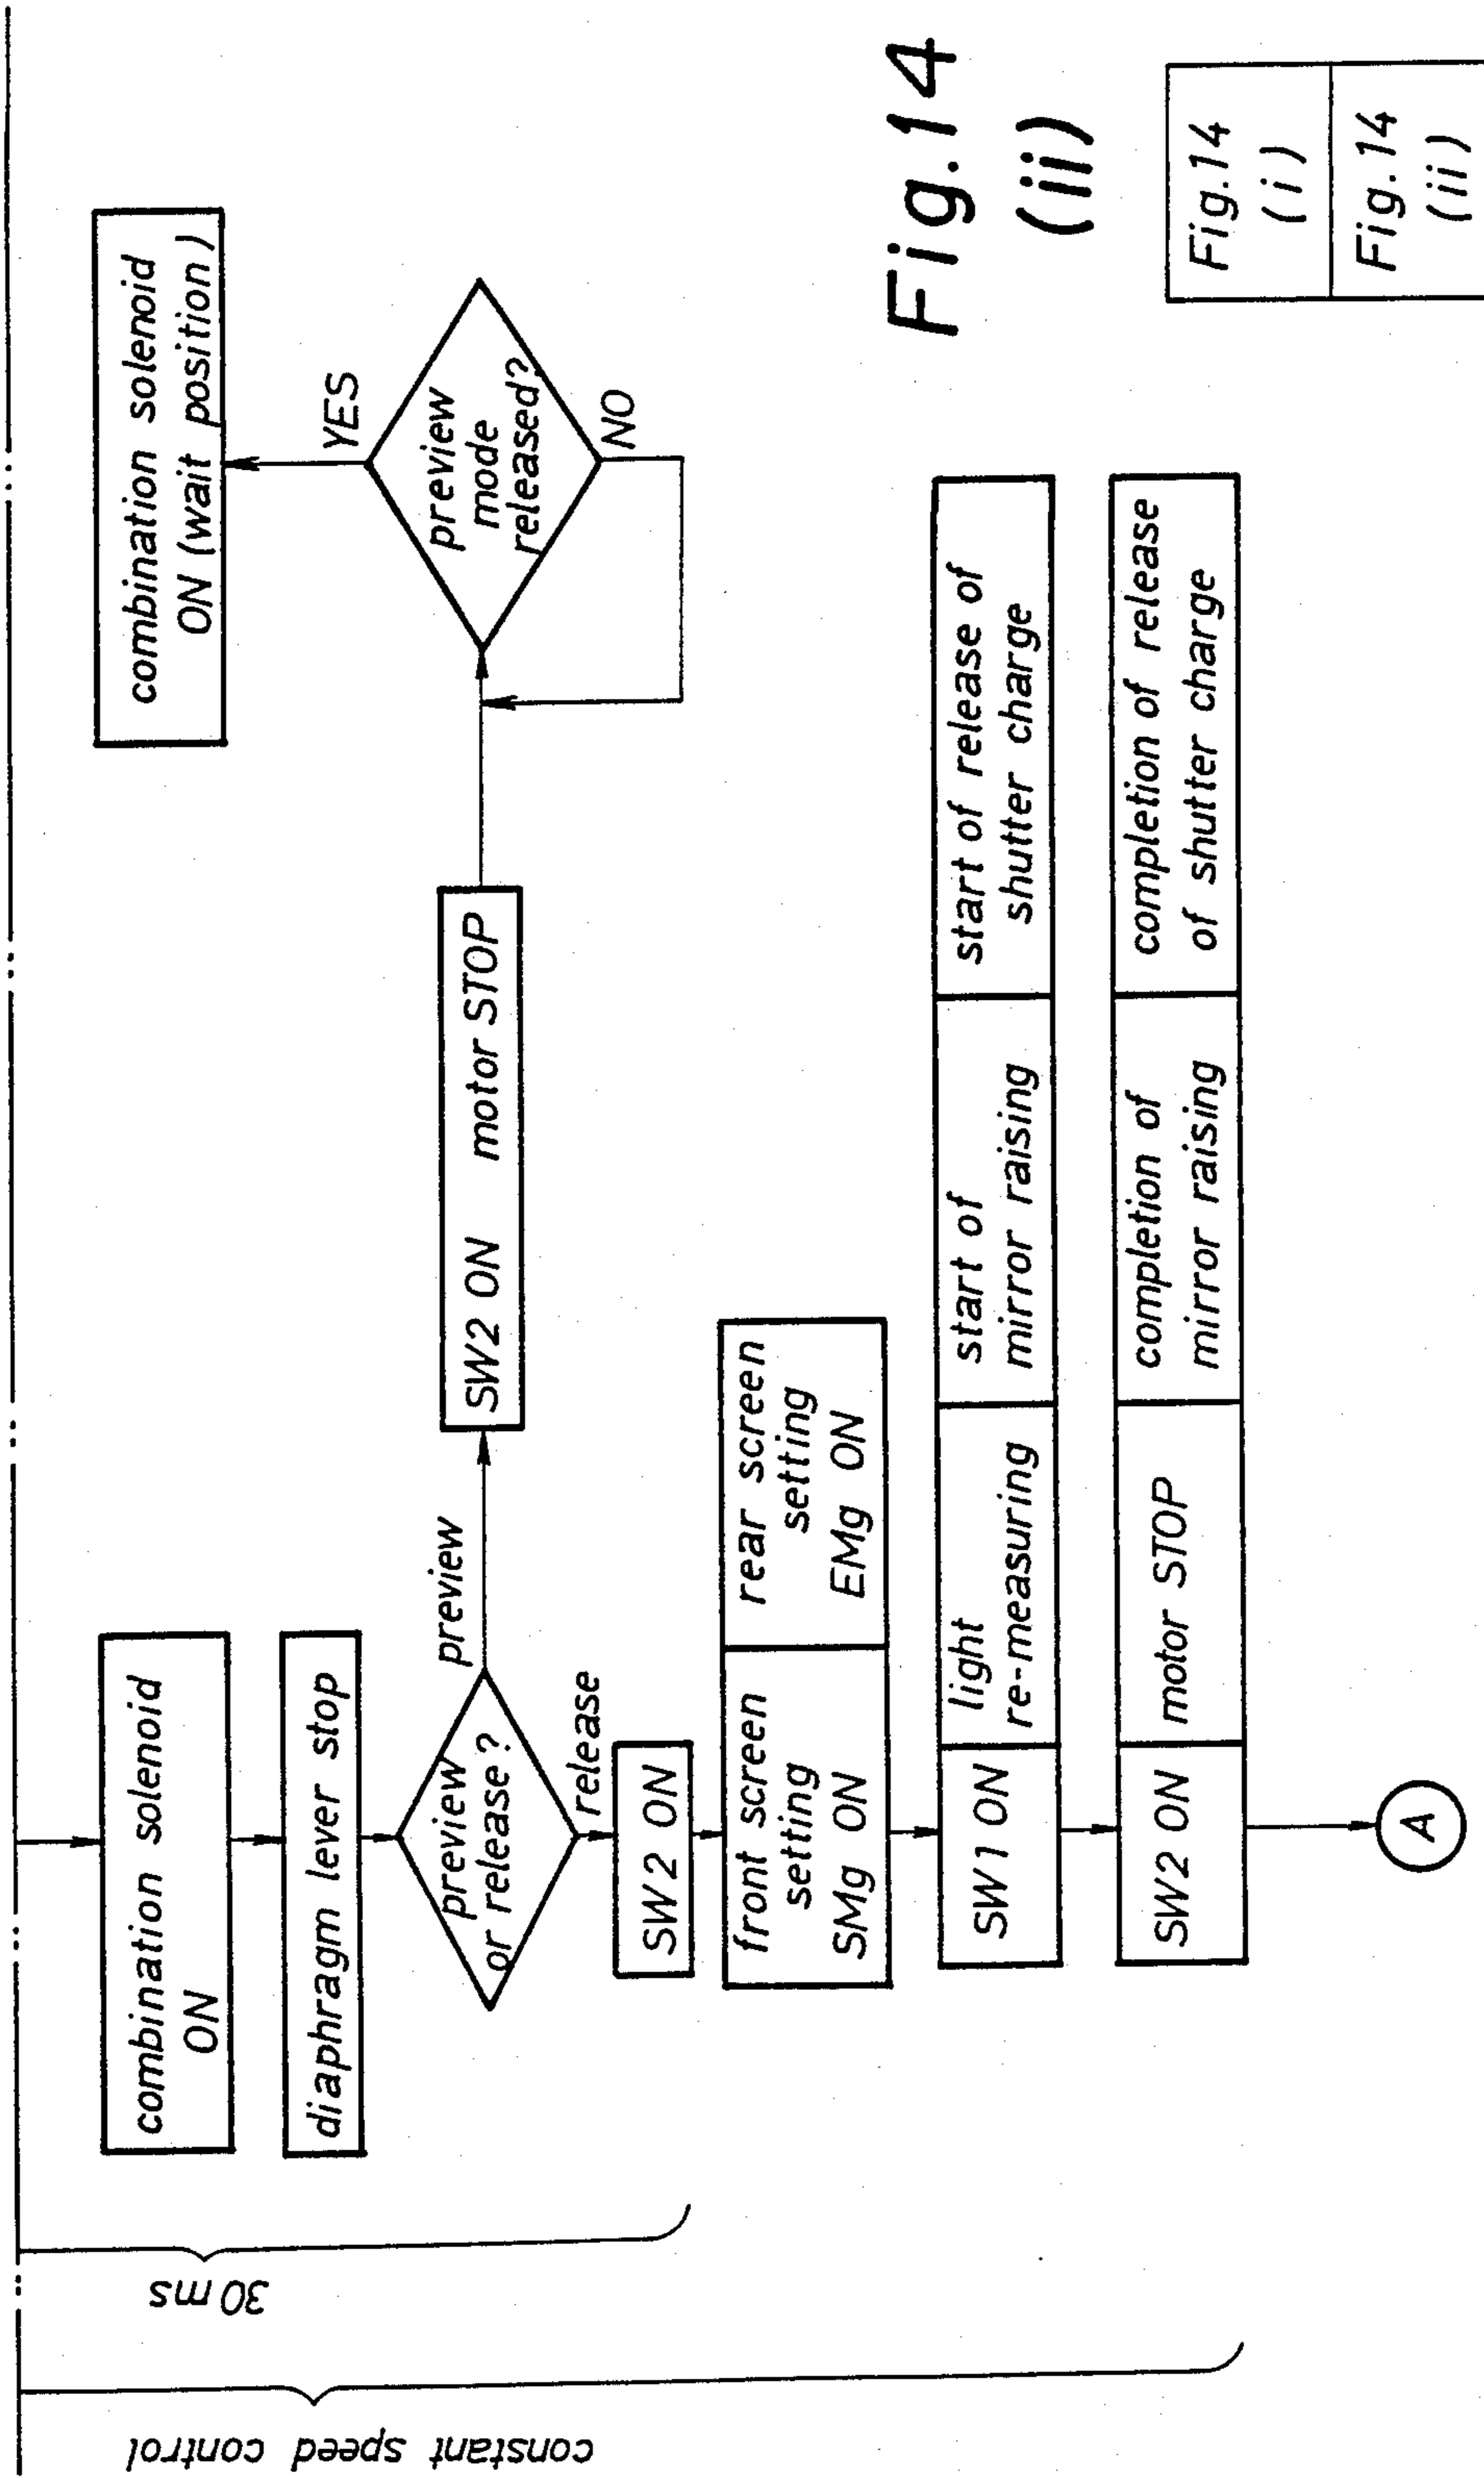 combination solenoid
ON
diaphragm lever stop
preview
or release?
preview
release
SW2 ON motor STOP
preview
mode
released?
YES
NO
combination solenoid
ON (wait position)
SW2 ON
front screen
setting
SMg ON
rear screen
setting
EMg ON
SW1 ON
light
re-measuring
start of
mirror raising
start of release of
shutter charge
SW2 ON
motor STOP
completion of
mirror raising
completion of release
of shutter charge
A
30ms
constant speed control
Fig.14
(ii)
Fig.14
(i)
Fig.14
(ii)